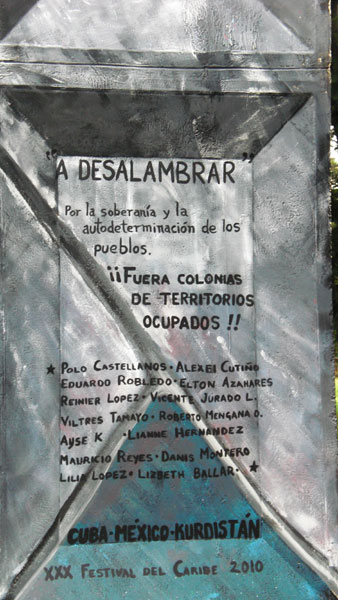 "A DESALAMBRAR"
Por la soberanía y la
autodeterminación de los
pueblos.
¡¡FUERA COLONIAS
DE TERRITORIOS
OCUPADOS!!
★ POLO CASTELLANOS · ALEXEI CUTIÑO
EDUARDO ROBLEDO · ELTON AZAHARES
REINIER LOPEZ · VICENTE JURADO L.
VILTRES TAMAYO · ROBERTO MENGANA O.
AYSE K · LIANNE HERNANDEZ
MAURICIO REYES · DANIS MONTERO
LILIA LOPEZ · LIZBETH BALLAR · ★
CUBA · MÉXICO · KURDISTÁN
XXX FESTIVAL DEL CARIBE 2010